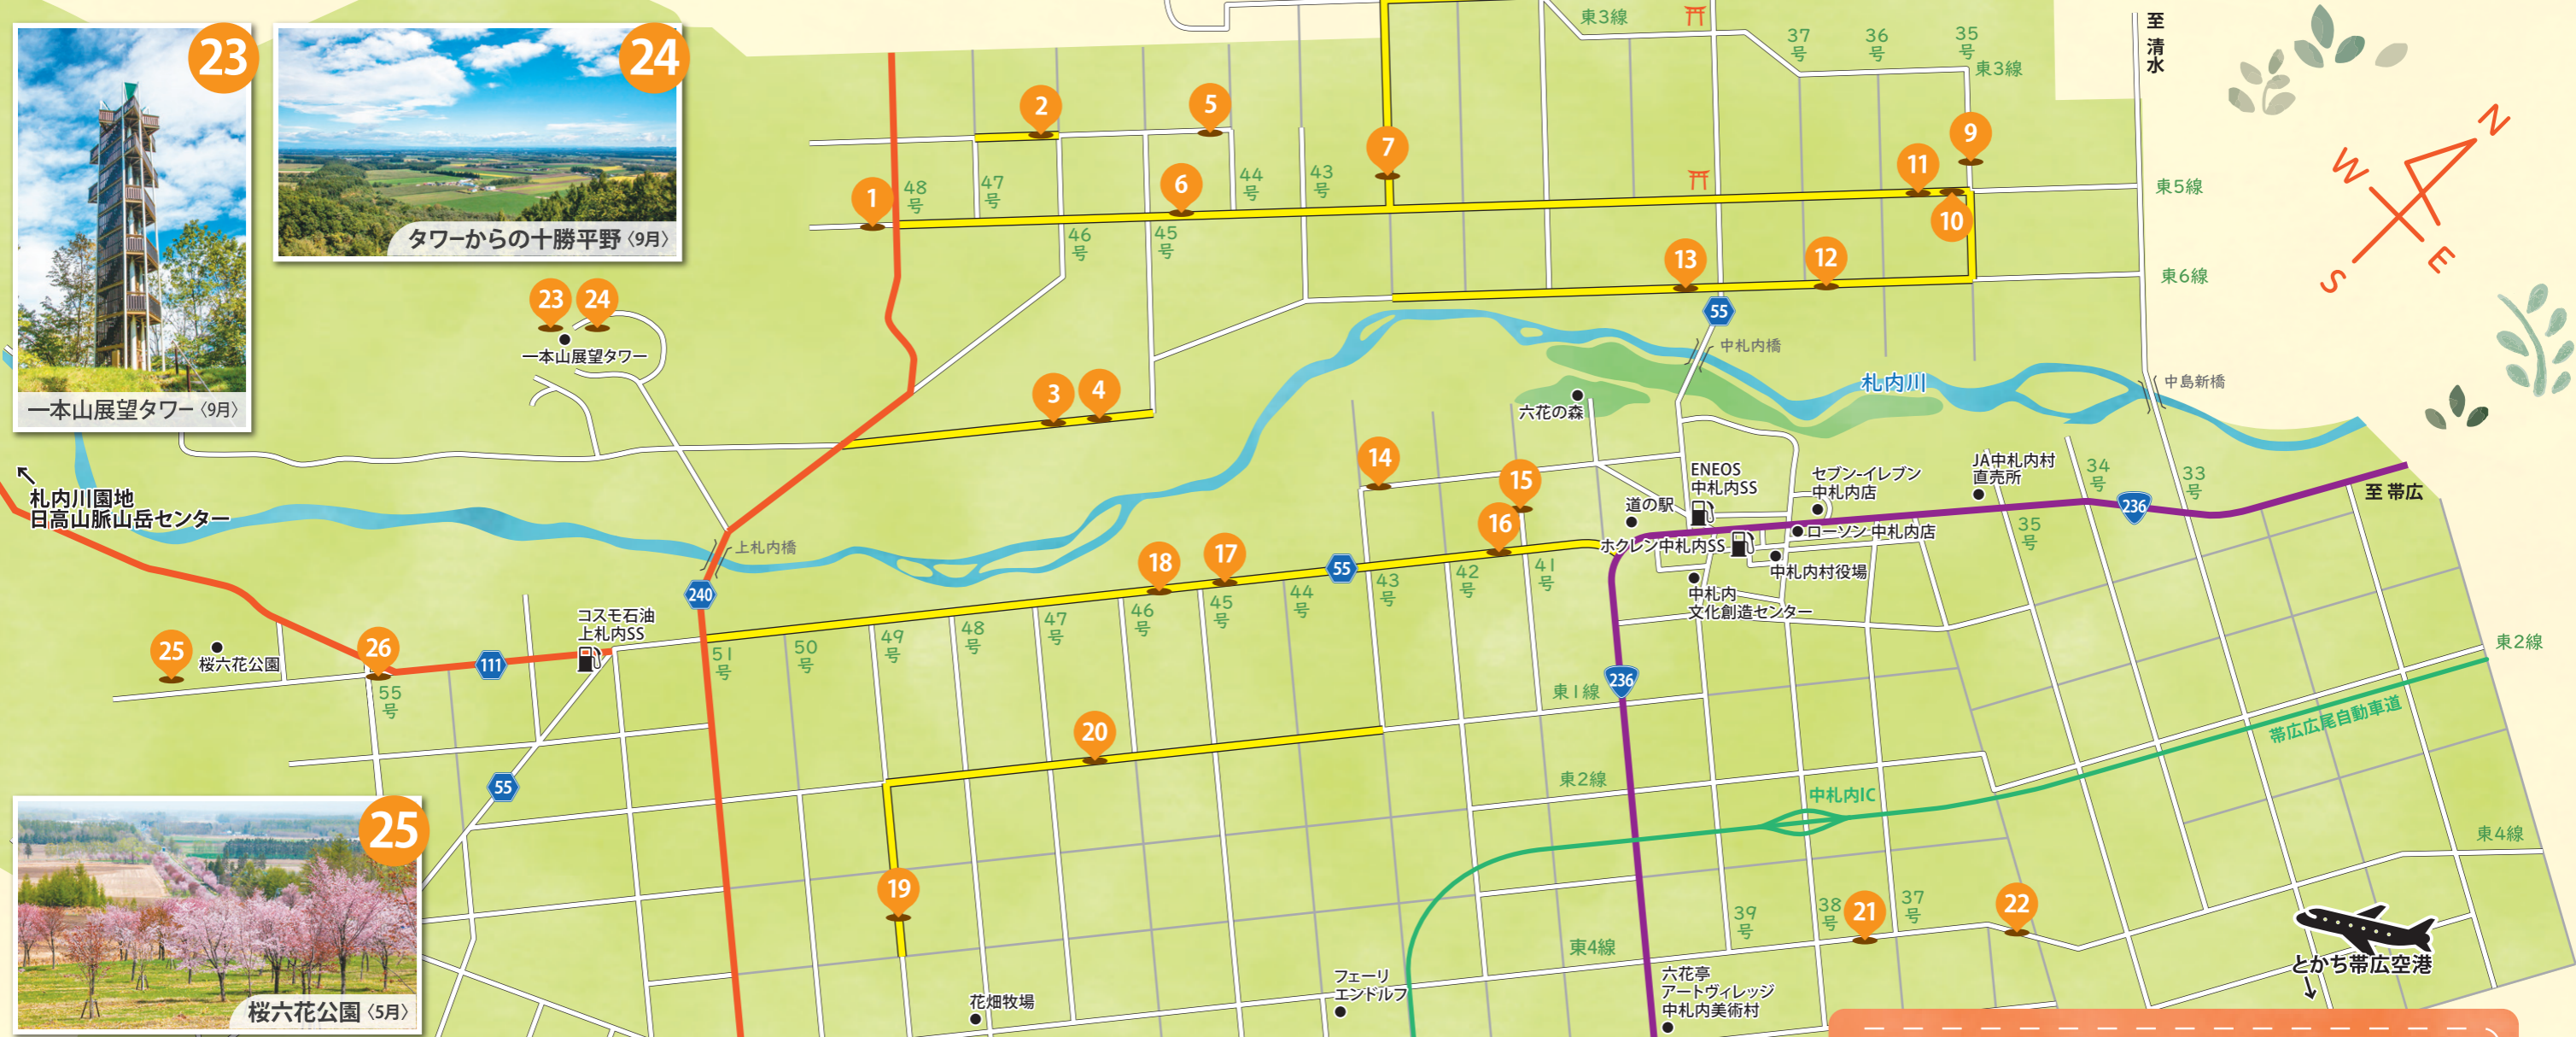 23
一本山展望タワー〈9月〉
24
タワーからの十勝平野〈9月〉
23
24
一本山展望タワー
札内川園地
日高山脈山岳センター
25
桜六花公園
26
55号
111
コスモ石油
上札内SS
240
上札内橋
55
25
桜六花公園〈5月〉
1
48号
47号
2
5
6
44号
43号
46号
45号
7
3
4
東3線
37号
36号
35号
東3線
9
11
10
13
12
55
中札内橋
札内川
東5線
東6線
至 清水
中島新橋
N
W
E
S
六花の森
14
15
16
18
17
55
道の駅
ENEOS
中札内SS
セブン-イレブン
中札内店
JA中札内村
直売所
ローソン 中札内店
ホクレン中札内SS
中札内村役場
中札内
文化創造センター
34号
33号
35号
236
至 帯広
51号
50号
49号
48号
47号
46号
45号
44号
43号
42号
41号
236
東1線
東2線
東2線
東4線
東4線
帯広広尾自動車道
中札内IC
20
19
39号
38号
21
37号
22
花畑牧場
フェーリ
エンドルフ
六花亭
アートヴィレッジ
中札内美術村
とかち帯広空港